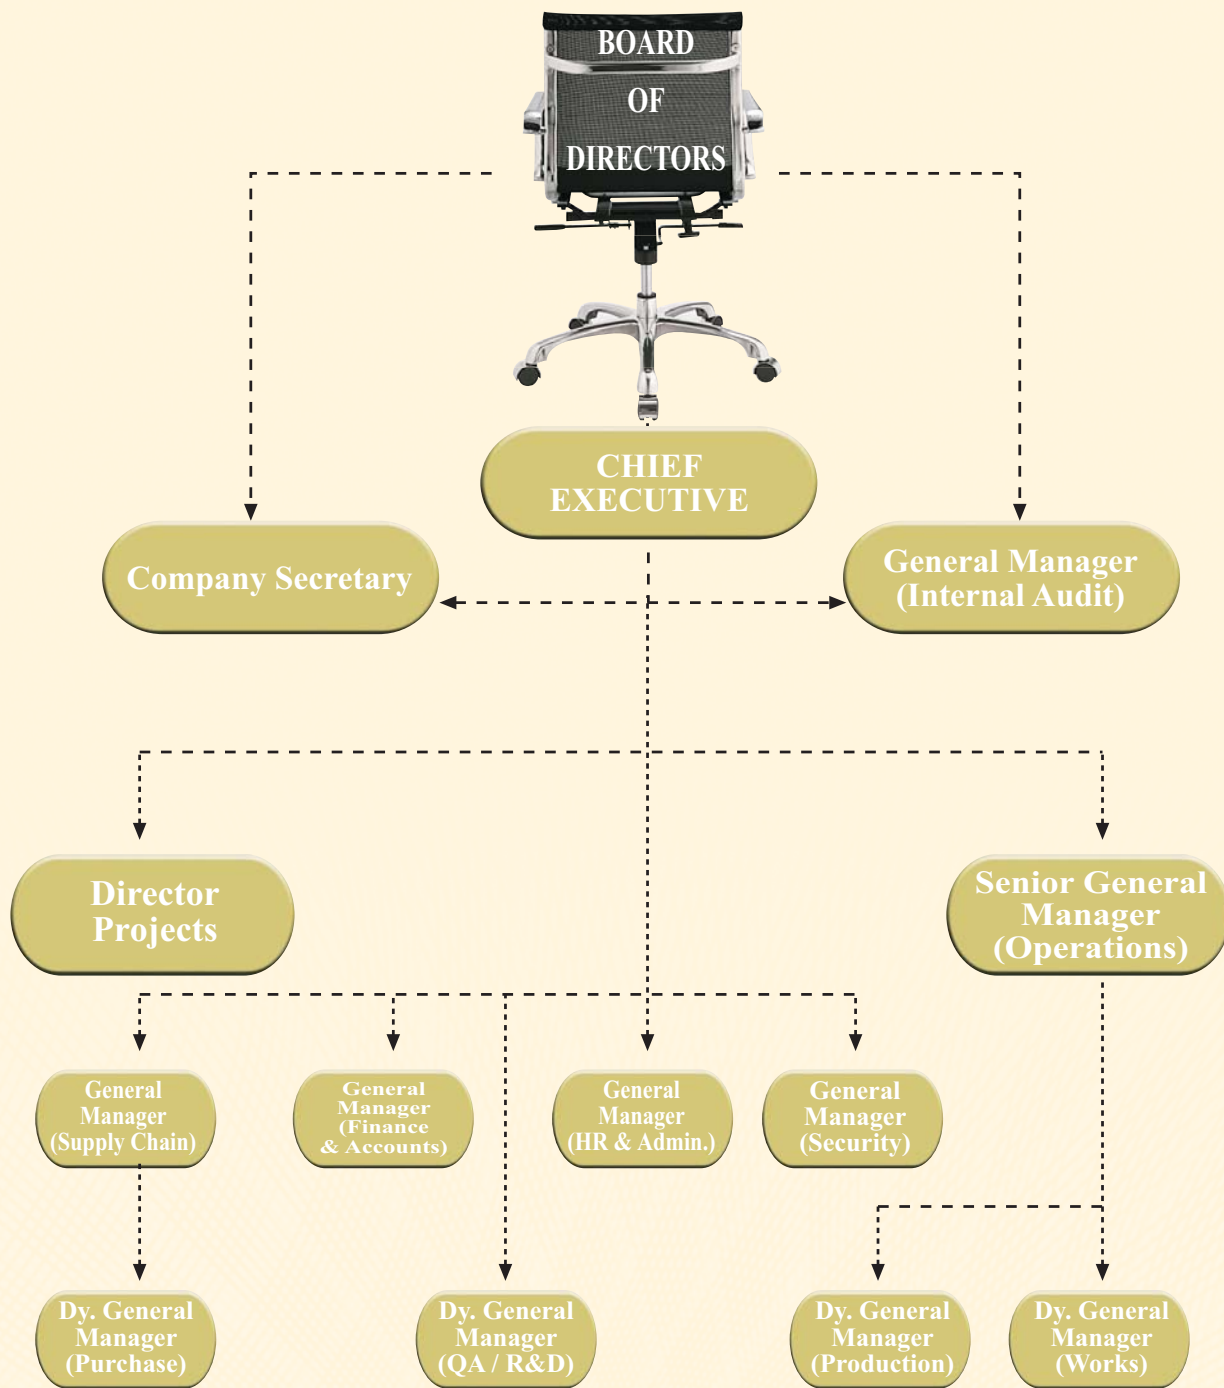 BOARD
OF
DIRECTORS
CHIEF
EXECUTIVE
Company Secretary
General Manager
(Internal Audit)
Director
Projects
Senior General
Manager
(Operations)
General
Manager
(Supply Chain)
General
Manager
(Finance
& Accounts)
General
Manager
(HR & Admin.)
General
Manager
(Security)
Dy. General
Manager
(Purchase)
Dy. General
Manager
(QA / R&D)
Dy. General
Manager
(Production)
Dy. General
Manager
(Works)